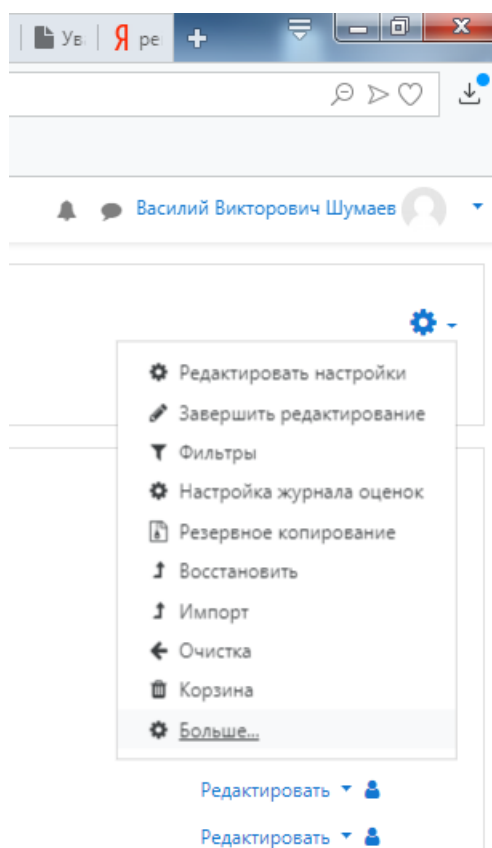 Ув
Я ре
Василий Викторович Шумаев
Редактировать настройки
Завершить редактирование
Фильтры
Настройка журнала оценок
Резервное копирование
Восстановить
Импорт
Очистка
Корзина
Больше...
Редактировать
Редактировать